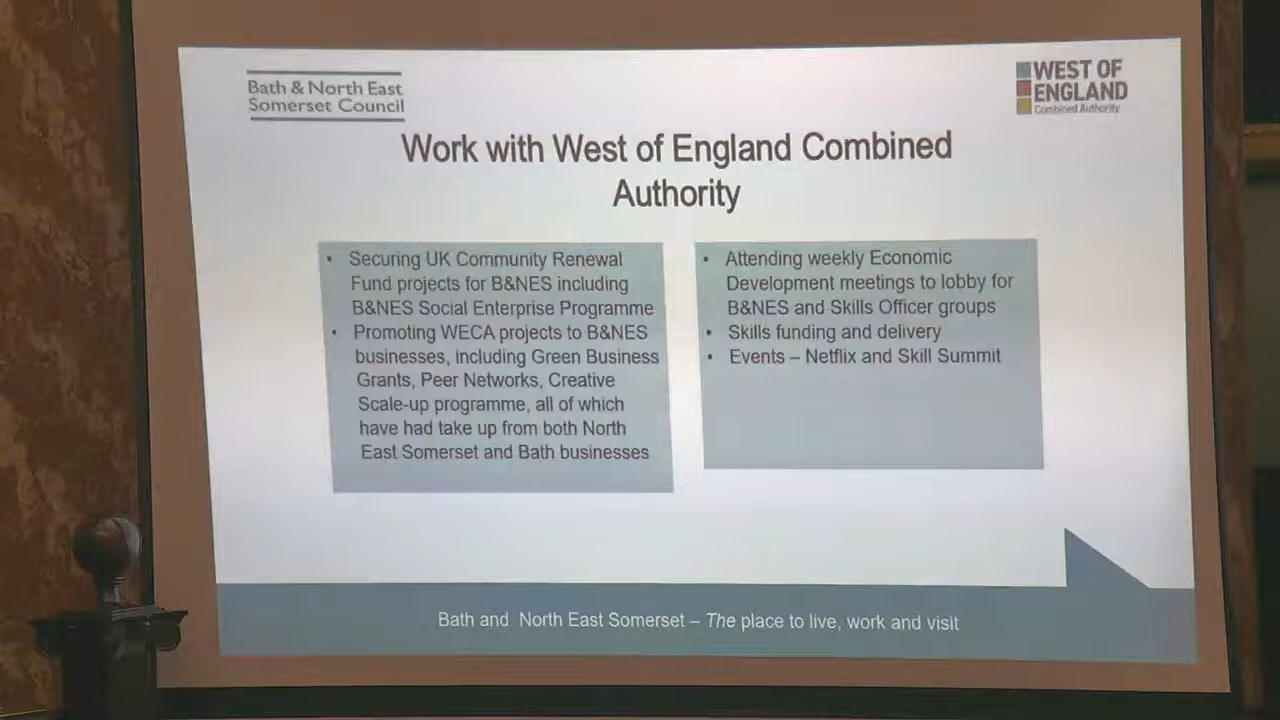 Bath & North East
Somerset Council
WEST OF
ENGLAND
Combined Authority
Work with West of England Combined
Authority
• Securing UK Community Renewal
Fund projects for B&NES including
B&NES Social Enterprise Programme
• Promoting WECA projects to B&NES
businesses, including Green Business
Grants, Peer Networks, Creative
Scale-up programme, all of which
have had take up from both North
East Somerset and Bath businesses
• Attending weekly Economic
Development meetings to lobby for
B&NES and Skills Officer groups
• Skills funding and delivery
• Events – Netflix and Skill Summit
Bath and North East Somerset – The place to live, work and visit